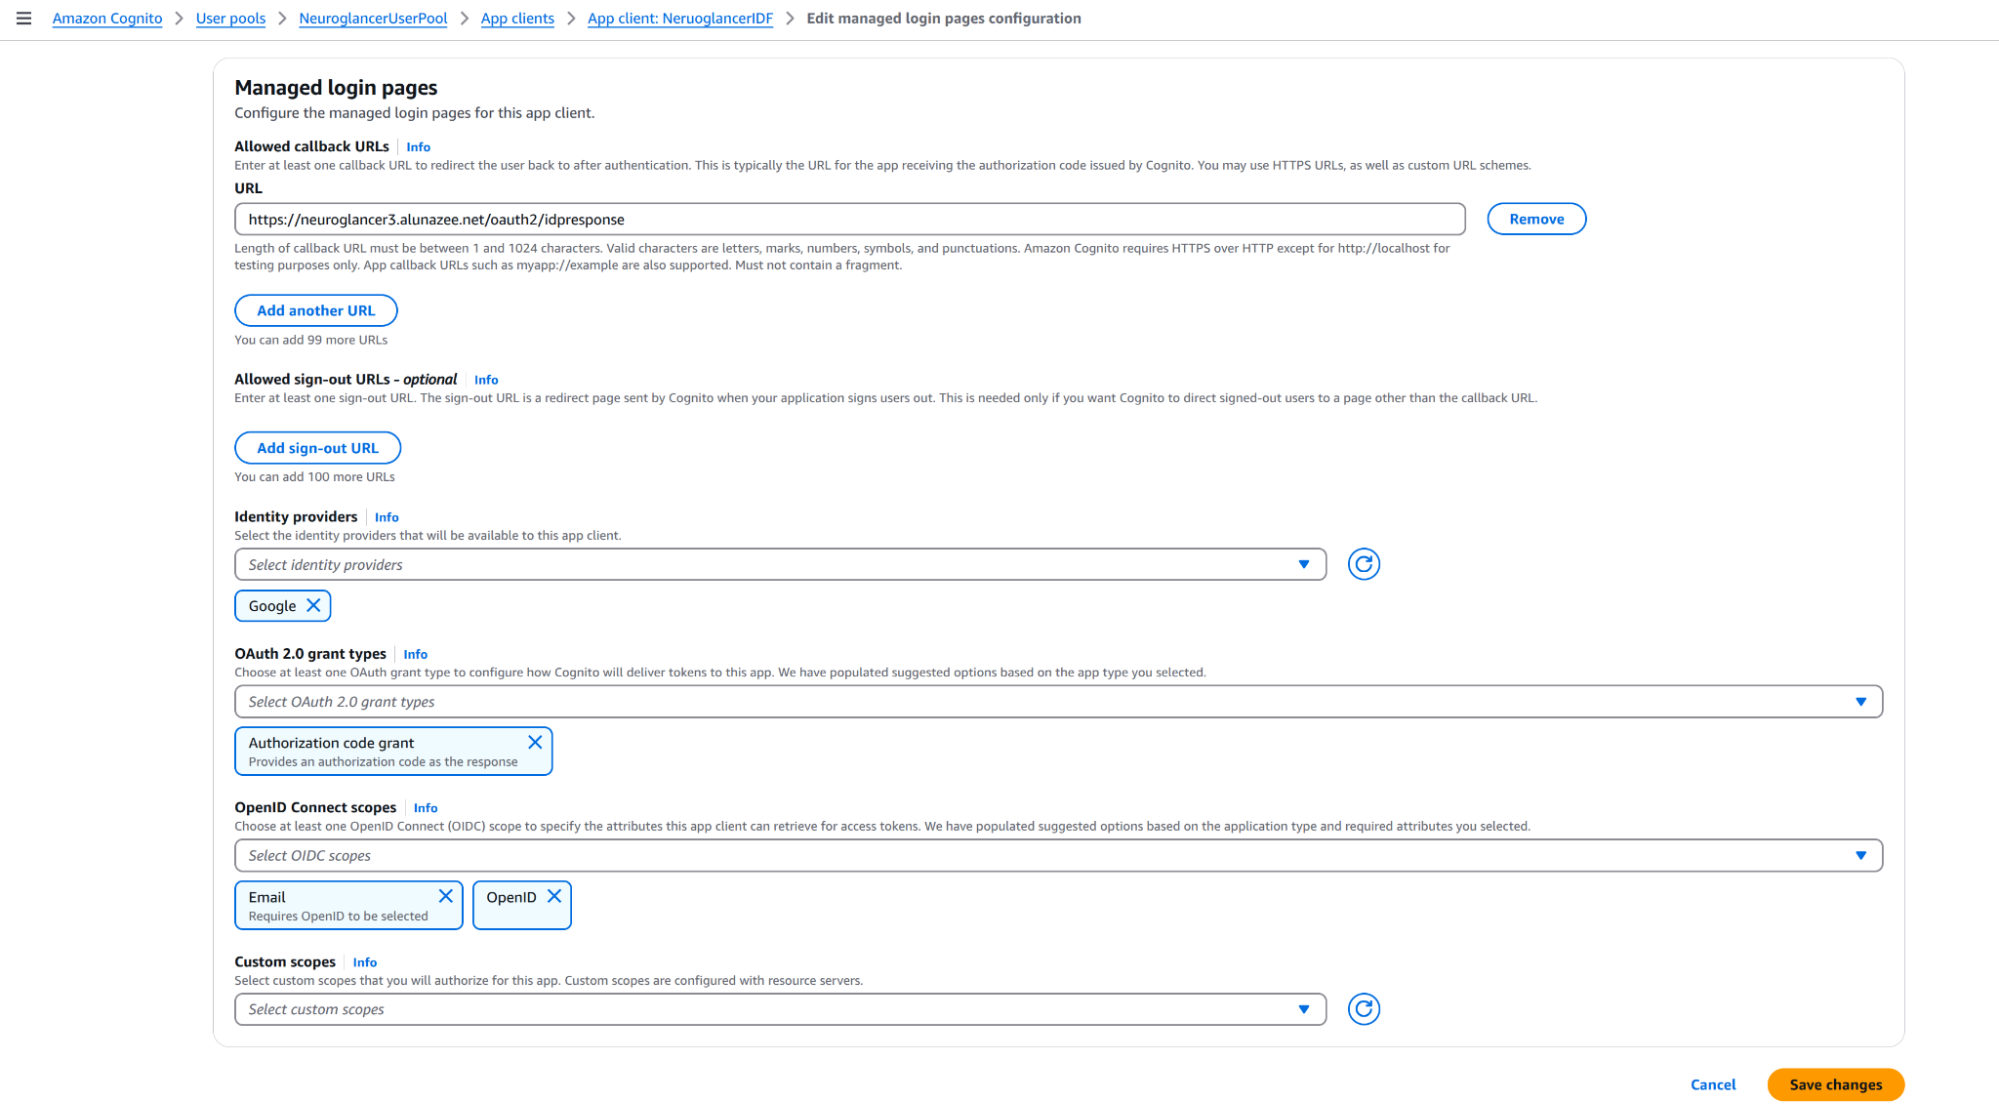 Amazon Cognito > User pools > NeuroglancerUserPool > App clients > App client: NeruoglancerIDF > Edit managed login pages configuration
Managed login pages
Configure the managed login pages for this app client.
Allowed callback URLs | Info
Enter at least one callback URL to redirect the user back to after authentication. This is typically the URL for the app receiving the authorization code issued by Cognito. You may use HTTPS URLs, as well as custom URL schemes.
URL
https://neuroglancer3.alunazee.net/oauth2/idpresponse
Remove
Length of callback URL must be between 1 and 1024 characters. Valid characters are letters, marks, numbers, symbols, and punctuations. Amazon Cognito requires HTTPS over HTTP except for http://localhost for
testing purposes only. App callback URLs such as myapp://example are also supported. Must not contain a fragment.
Add another URL
You can add 99 more URLs
Allowed sign-out URLs - optional | Info
Enter at least one sign-out URL. The sign-out URL is a redirect page sent by Cognito when your application signs users out. This is needed only if you want Cognito to direct signed-out users to a page other than the callback URL.
Add sign-out URL
You can add 100 more URLs
Identity providers | Info
Select the identity providers that will be available to this app client.
Select identity providers
Google
OAuth 2.0 grant types | Info
Choose at least one OAuth grant type to configure how Cognito will deliver tokens to this app. We have populated suggested options based on the app type you selected.
Select OAuth 2.0 grant types
Authorization code grant
Provides an authorization code as the response
OpenID Connect scopes | Info
Choose at least one OpenID Connect (OIDC) scope to specify the attributes this app client can retrieve for access tokens. We have populated suggested options based on the application type and required attributes you selected.
Select OIDC scopes
Email
Requires OpenID to be selected
OpenID
Custom scopes | Info
Select custom scopes that you will authorize for this app. Custom scopes are configured with resource servers.
Select custom scopes
Cancel
Save changes